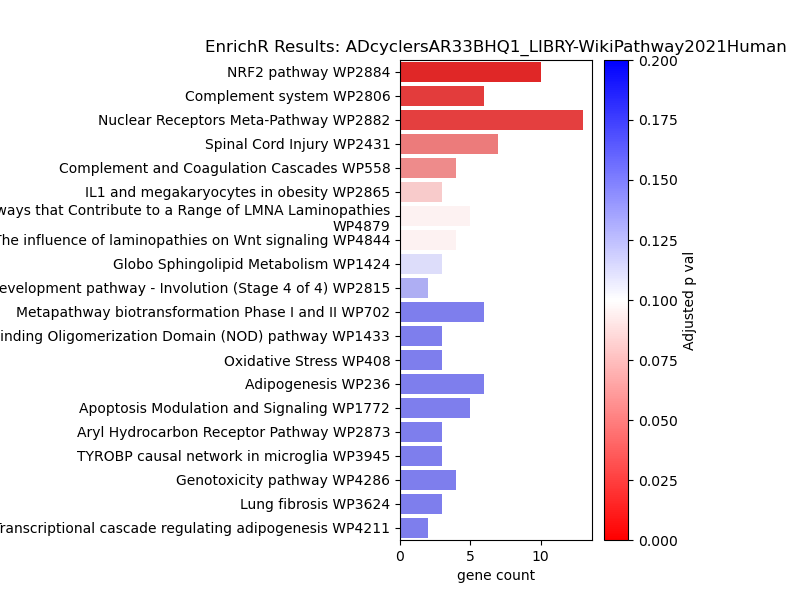 EnrichR Results: ADcyclersAR33BHQ1_LIBRY-WikiPathway2021Human
NRF2 pathway WP2884
Complement system WP2806
Nuclear Receptors Meta-Pathway WP2882
Spinal Cord Injury WP2431
Complement and Coagulation Cascades WP558
IL1 and megakaryocytes in obesity WP2865
that Contribute to a Range of LMNA Laminopathies
WP4879
The influence of laminopathies on Wnt signaling WP4844
Globo Sphingolipid Metabolism WP1424
pathway - Involution (Stage 4 of 4) WP2815
Metapathway biotransformation Phase I and II WP702
Oligomerization Domain (NOD) pathway WP1433
Oxidative Stress WP408
Adipogenesis WP236
Apoptosis Modulation and Signaling WP1772
Aryl Hydrocarbon Receptor Pathway WP2873
TYROBP causal network in microglia WP3945
Genotoxicity pathway WP4286
Lung fibrosis WP3624
Transcriptional cascade regulating adipogenesis WP4211
0 5 10
gene count
0.200
0.175
0.150
0.125
0.100
0.075
0.050
0.025
0.000
Adjusted p val